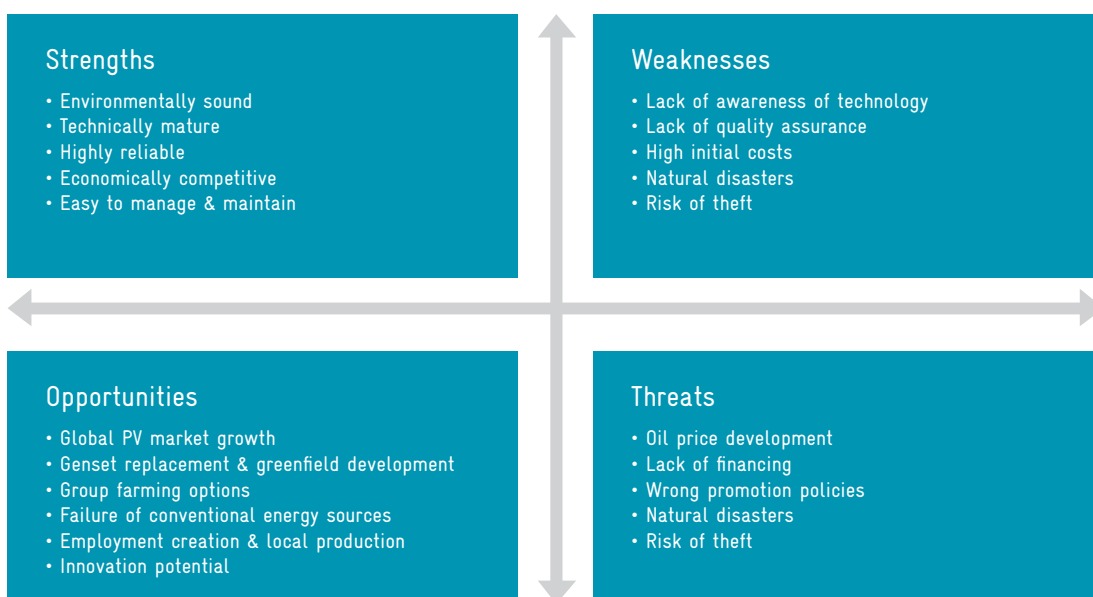 Strengths
• Environmentally sound
• Technically mature
• Highly reliable
• Economically competitive
• Easy to manage & maintain
Weaknesses
• Lack of awareness of technology
• Lack of quality assurance
• High initial costs
• Natural disasters
• Risk of theft
Opportunities
• Global PV market growth
• Genset replacement & greenfield development
• Group farming options
• Failure of conventional energy sources
• Employment creation & local production
• Innovation potential
Threats
• Oil price development
• Lack of financing
• Wrong promotion policies
• Natural disasters
• Risk of theft